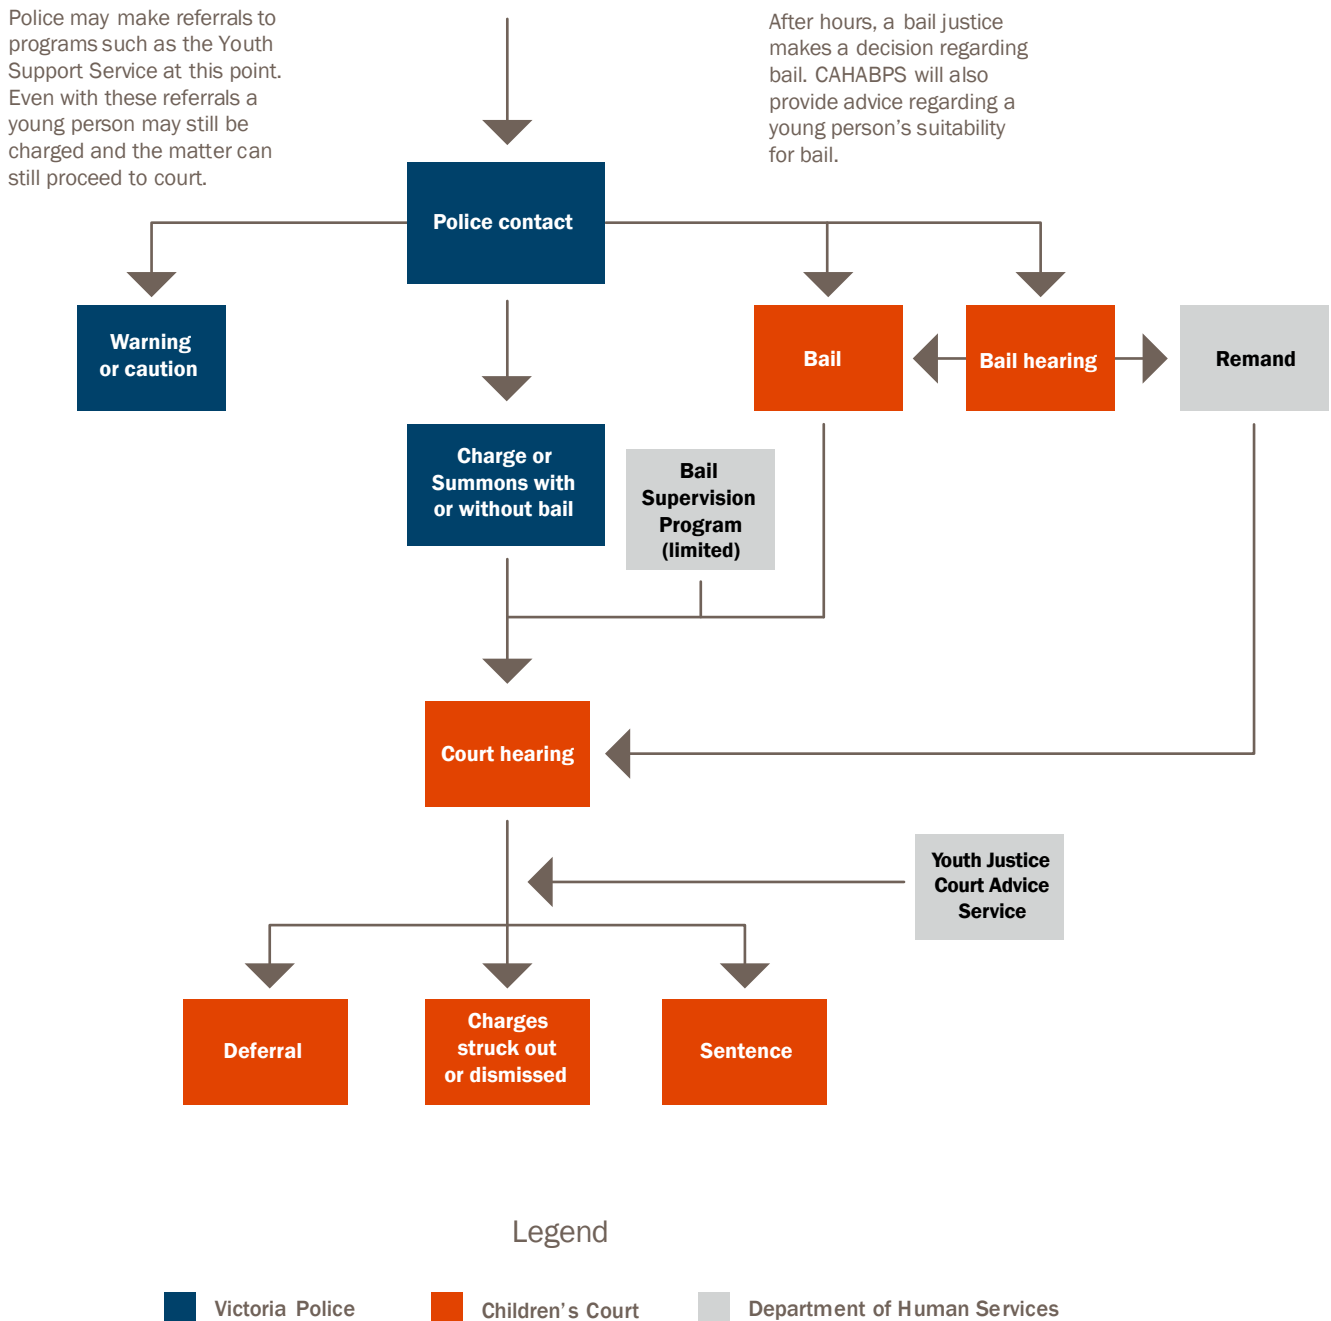 Police may make referrals to
programs such as the Youth
Support Service at this point.
Even with these referrals a
young person may still be
charged and the matter can
still proceed to court.
After hours, a bail justice
makes a decision regarding
bail. CAHABPS will also
provide advice regarding a
young person’s suitability
for bail.
Police contact
Warning
or caution
Bail
Bail hearing
Remand
Charge or
Summons with
or without bail
Bail
Supervision
Program
(limited)
Court hearing
Youth Justice
Court Advice
Service
Deferral
Charges
struck out
or dismissed
Sentence
Legend
Victoria Police
Children’s Court
Department of Human Services